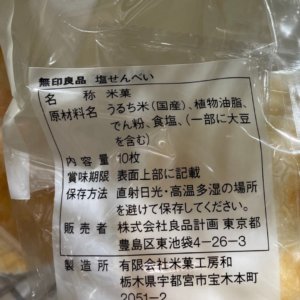 無印良品 塩せんべい
名称 米菓
原材料名 うるち米(国産)、植物油脂、
でん粉、食塩、(一部に大豆
を含む)
内容量 10枚
賞味期限 表面上部に記載
保存方法 直射日光・高温多湿の場所
を避けて保存してください。
販売者 株式会社良品計画 東京都
豊島区東池袋4-26-3
製造所 有限会社米菓工房和
栃木県宇都宮市宝木本町
2051-2